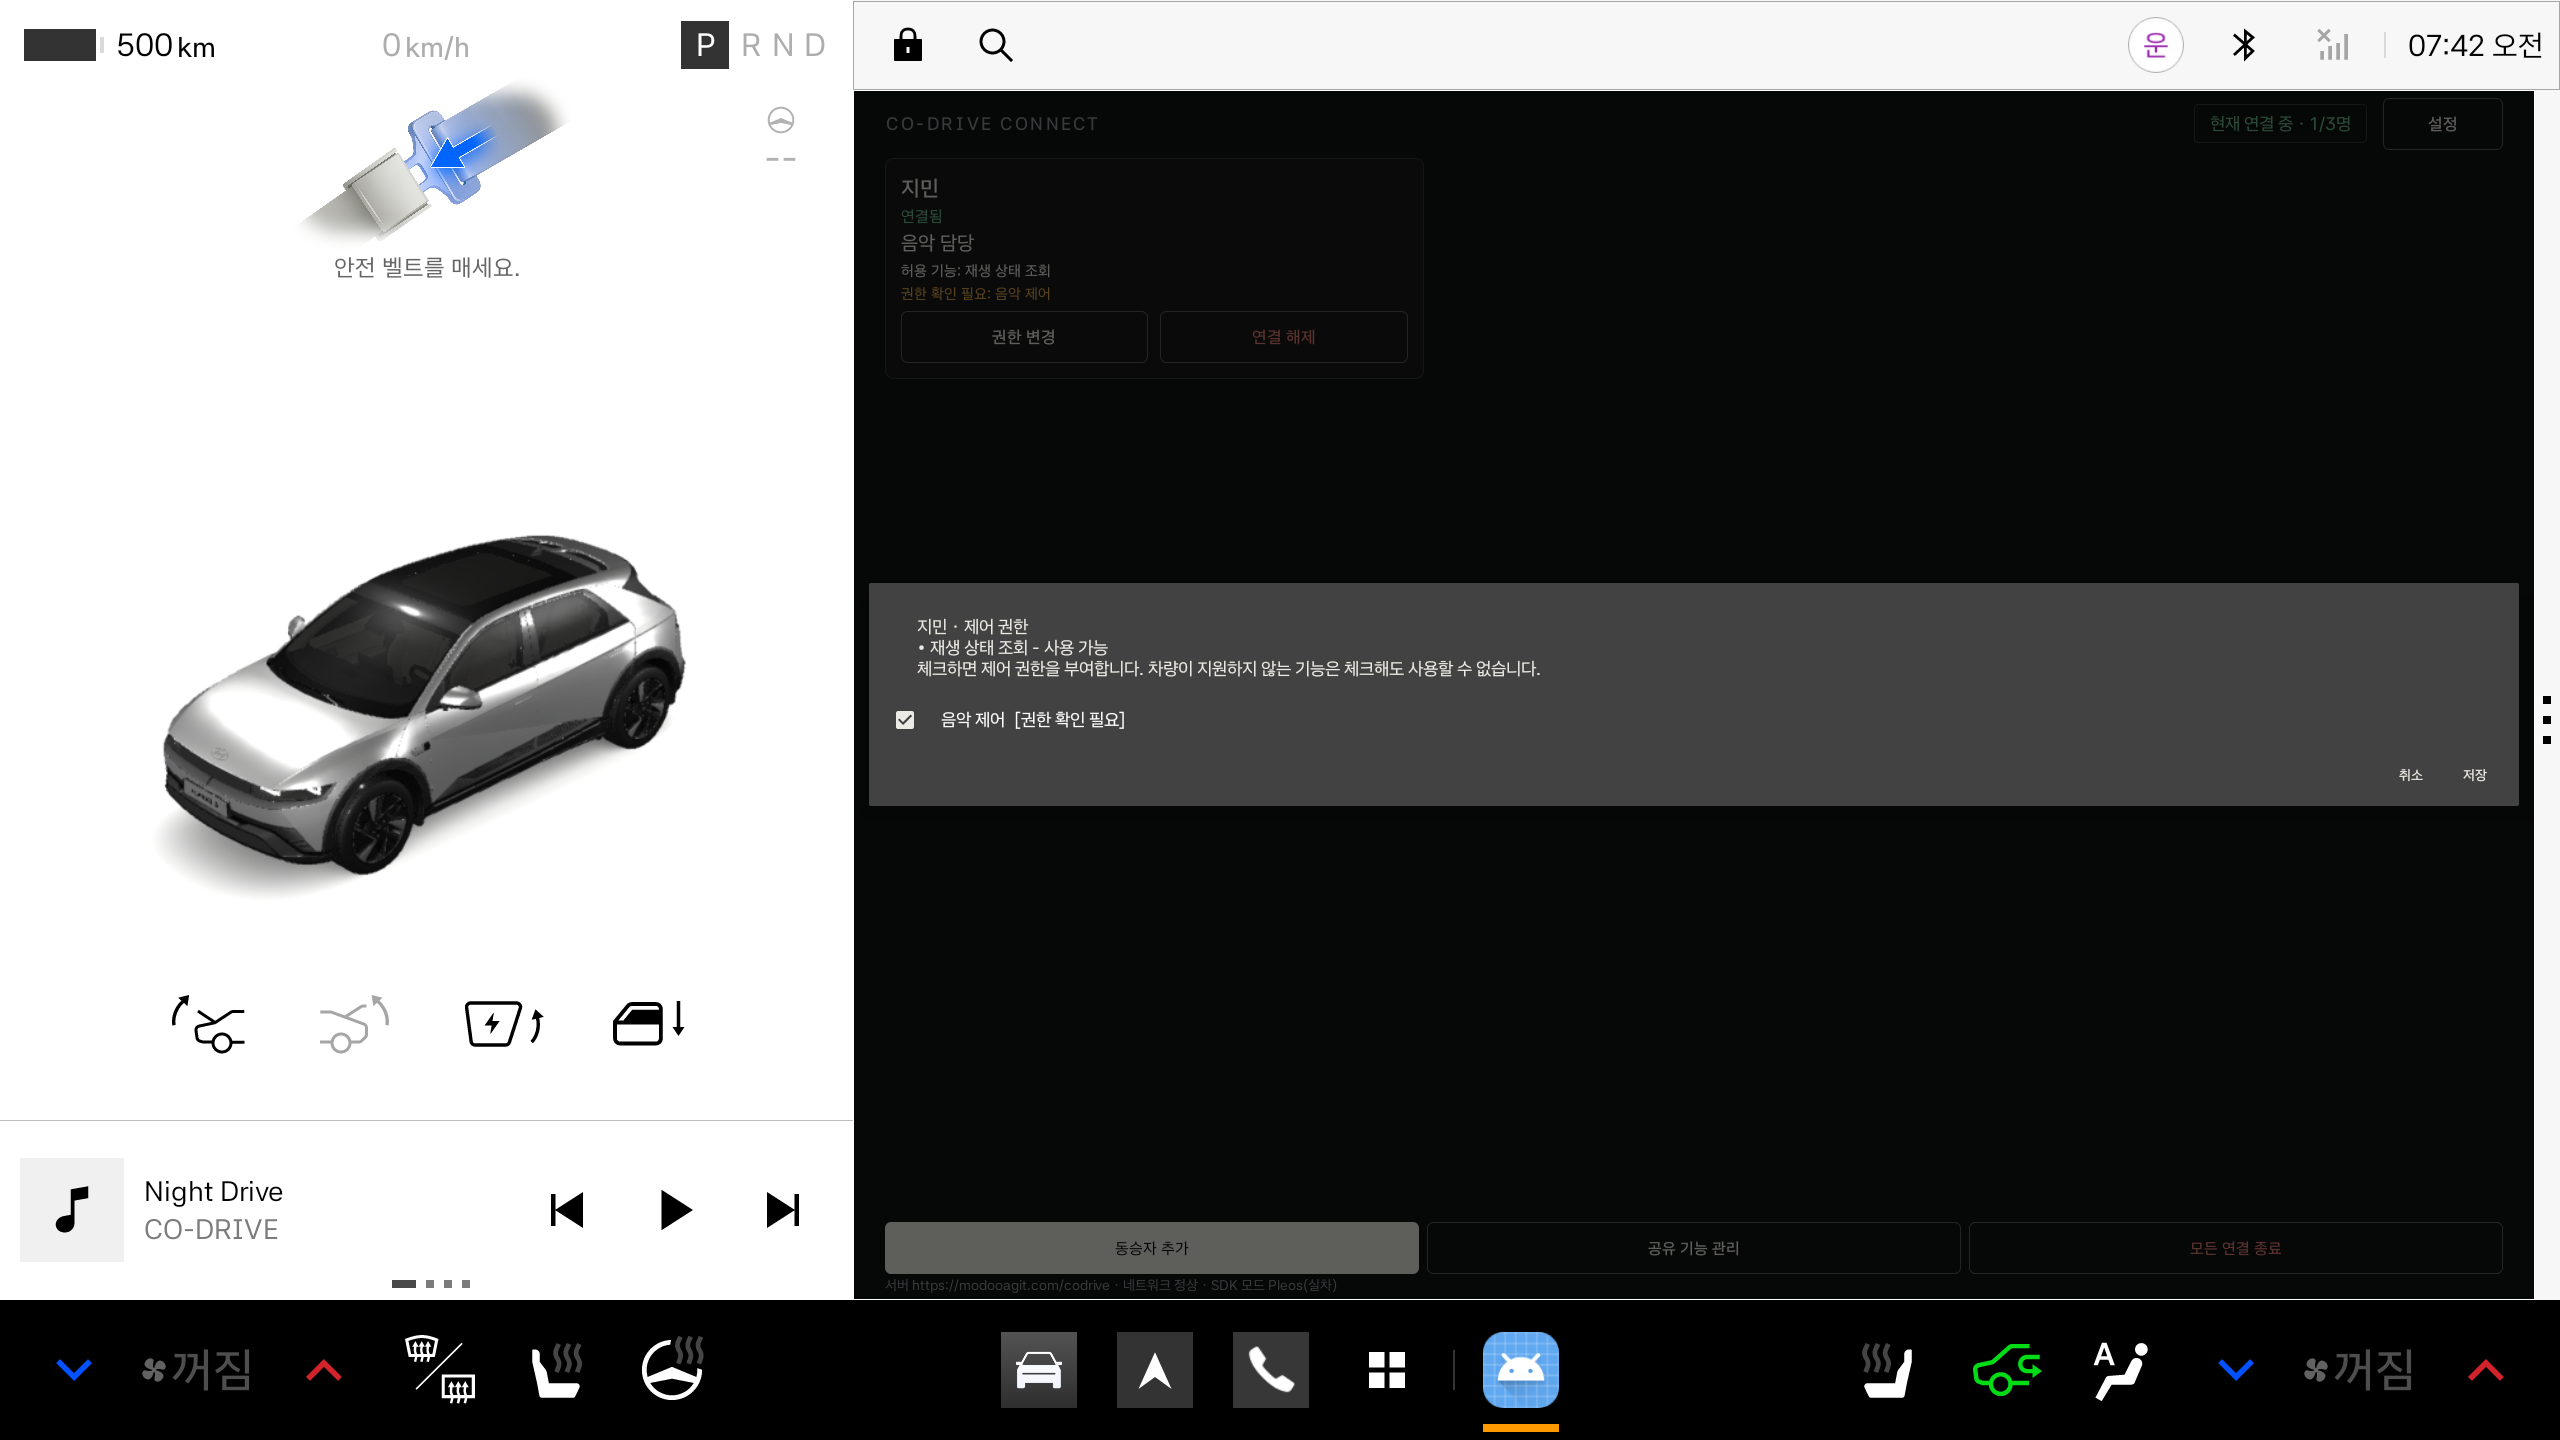 500 km
0 km/h
P R N D
안전 벨트를 매세요.
Night Drive
CO-DRIVE
운
07:42 오전
CO-DRIVE CONNECT
현재 연결 중 · 1/3명
설정
지민
연결됨
음악 담당
허용 기능: 재생 상태 조회
권한 확인 필요: 음악 제어
권한 변경
연결 해제
지민 · 제어 권한
• 재생 상태 조회 - 사용 가능
체크하면 제어 권한을 부여합니다. 차량이 지원하지 않는 기능은 체크해도 사용할 수 없습니다.
음악 제어 [권한 확인 필요]
취소
저장
동승자 추가
공유 기능 관리
모든 연결 종료
서버 https://modooagit.com/codrive · 네트워크 정상 · SDK 모드 Pleos(실차)
꺼짐
A
꺼짐